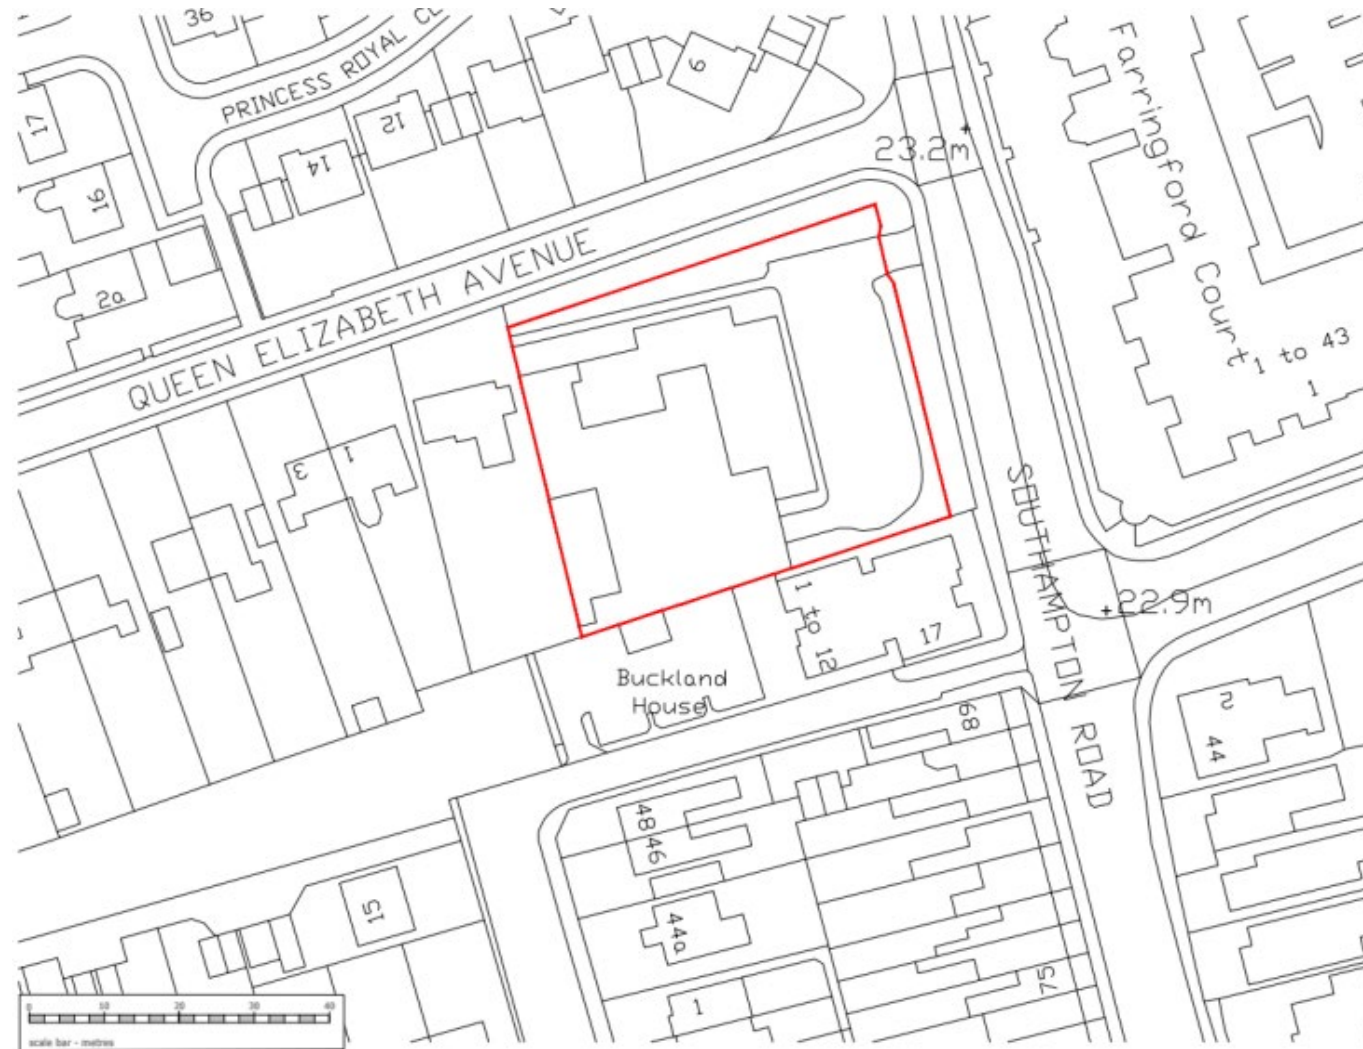 36
PRINCESS ROYAL CL
9
17
12
23.2m
14
16
Farringford Court
2a
QUEEN ELIZABETH AVENUE
1 to 43
1
3
1
SOUTHAMPTON ROAD
22.9m
1 to 12
17
Buckland
House
68
2
44
48
46
15
44a
57
1
0 10 20 30 40
scale bar - metres